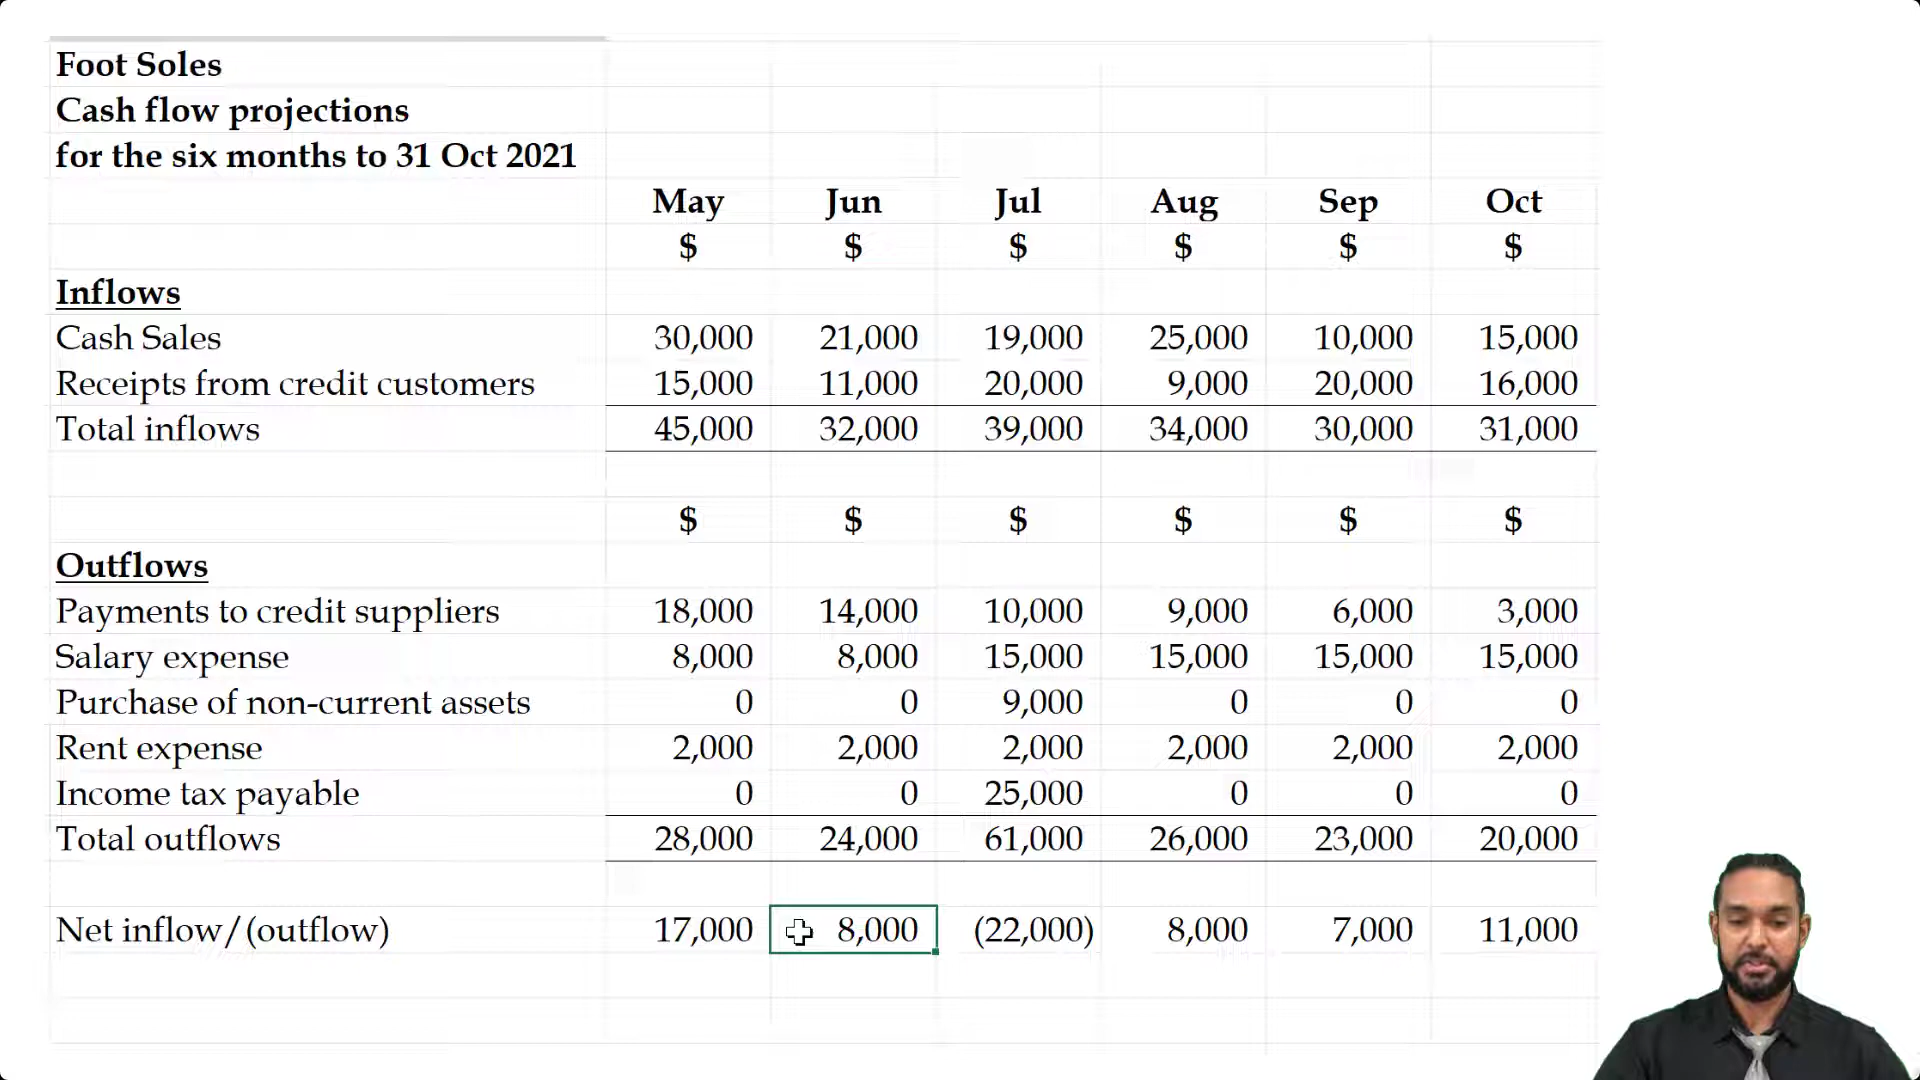 Foot Soles
Cash flow projections
for the six months to 31 Oct 2021
May Jun Jul Aug Sep Oct
$ $ $ $ $ $
Inflows
Cash Sales 30,000 21,000 19,000 25,000 10,000 15,000
Receipts from credit customers 15,000 11,000 20,000 9,000 20,000 16,000
Total inflows 45,000 32,000 39,000 34,000 30,000 31,000
$ $ $ $ $ $
Outflows
Payments to credit suppliers 18,000 14,000 10,000 9,000 6,000 3,000
Salary expense 8,000 8,000 15,000 15,000 15,000 15,000
Purchase of non-current assets 0 0 9,000 0 0 0
Rent expense 2,000 2,000 2,000 2,000 2,000 2,000
Income tax payable 0 0 25,000 0 0 0
Total outflows 28,000 24,000 61,000 26,000 23,000 20,000
Net inflow/(outflow) 17,000 8,000 (22,000) 8,000 7,000 11,000